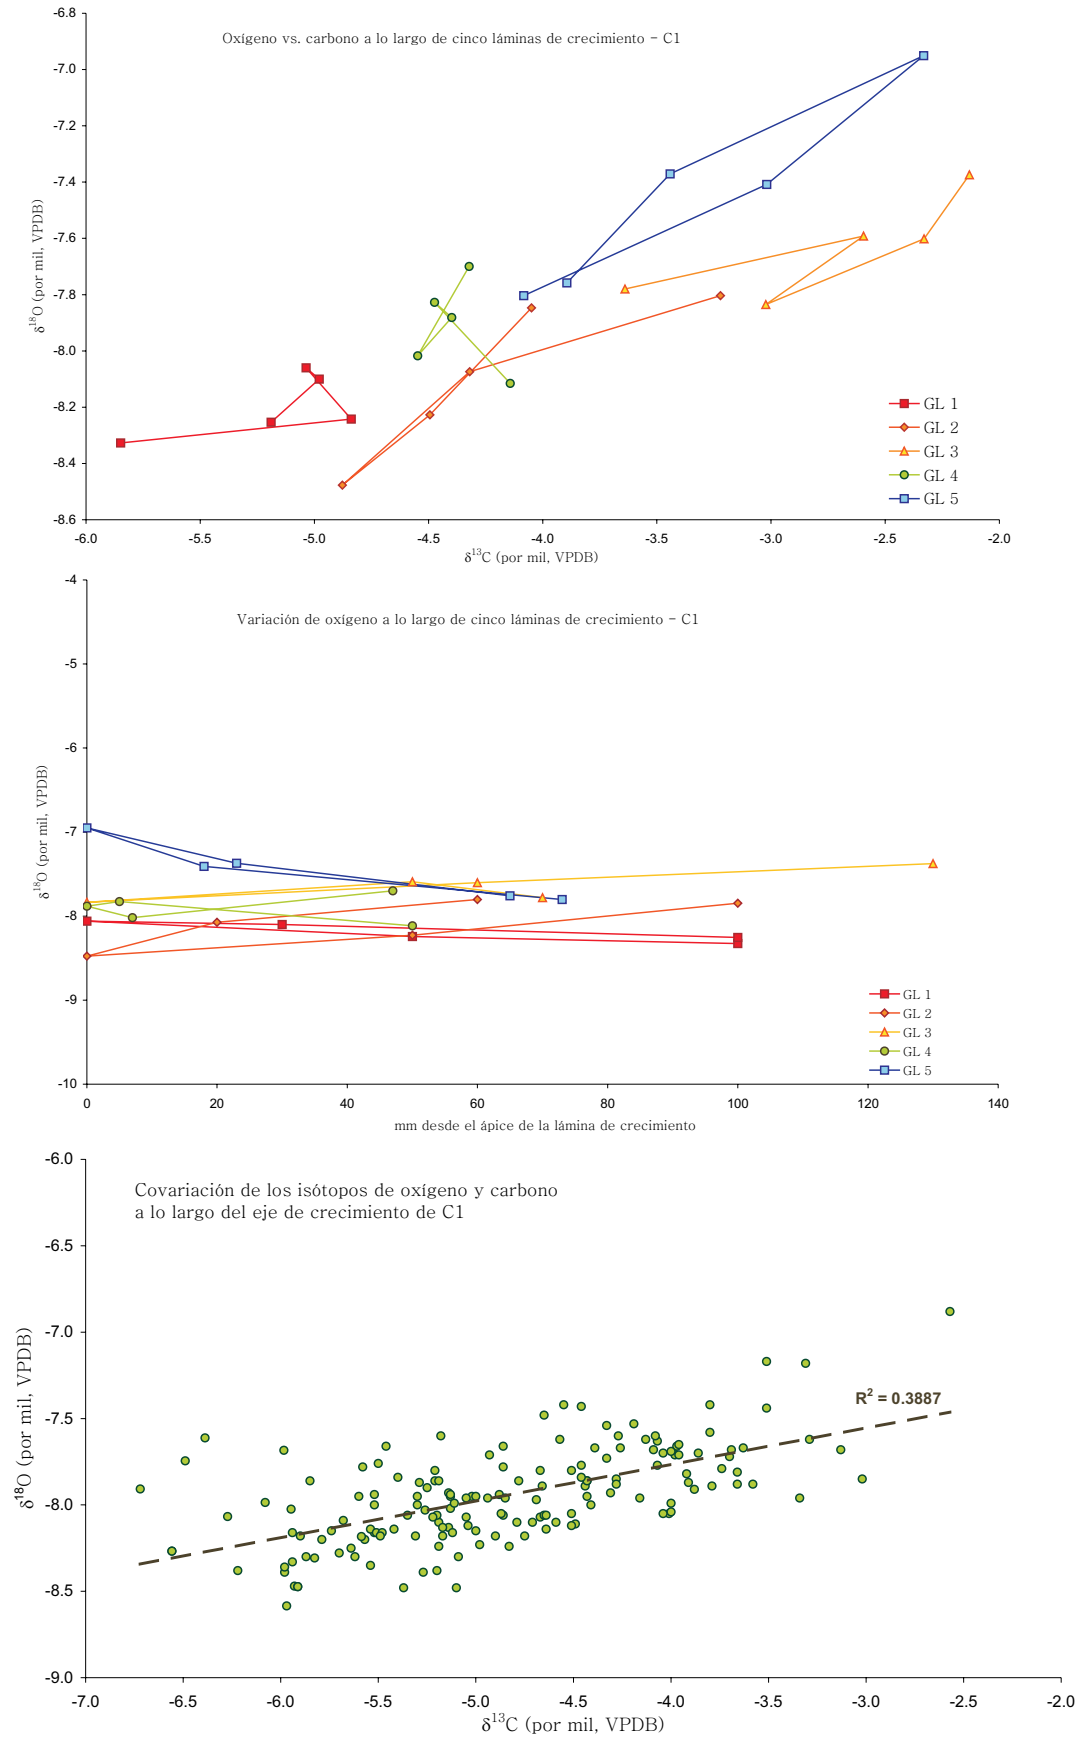 Oxígeno vs. carbono a lo largo de cinco láminas de crecimiento - C1
δ18O (por mil, VPDB)
-6.8
-7.0
-7.2
-7.4
-7.6
-7.8
-8.0
-8.2
-8.4
-8.6
GL 1
GL 2
GL 3
GL 4
GL 5
-6.0 -5.5 -5.0 -4.5 -4.0 -3.5 -3.0 -2.5 -2.0
δ13C (por mil, VPDB)
Variación de oxígeno a lo largo de cinco láminas de crecimiento - C1
δ18O (por mil, VPDB)
-4
-5
-6
-7
-8
-9
-10
GL 1
GL 2
GL 3
GL 4
GL 5
0 20 40 60 80 100 120 140
mm desde el ápice de la lámina de crecimiento
Covariación de los isótopos de oxígeno y carbono
a lo largo del eje de crecimiento de C1
δ18O (por mil, VPDB)
-6.0
-6.5
-7.0
-7.5
-8.0
-8.5
-9.0
R2 = 0.3887
-7.0 -6.5 -6.0 -5.5 -5.0 -4.5 -4.0 -3.5 -3.0 -2.5 -2.0
δ13C (por mil, VPDB)